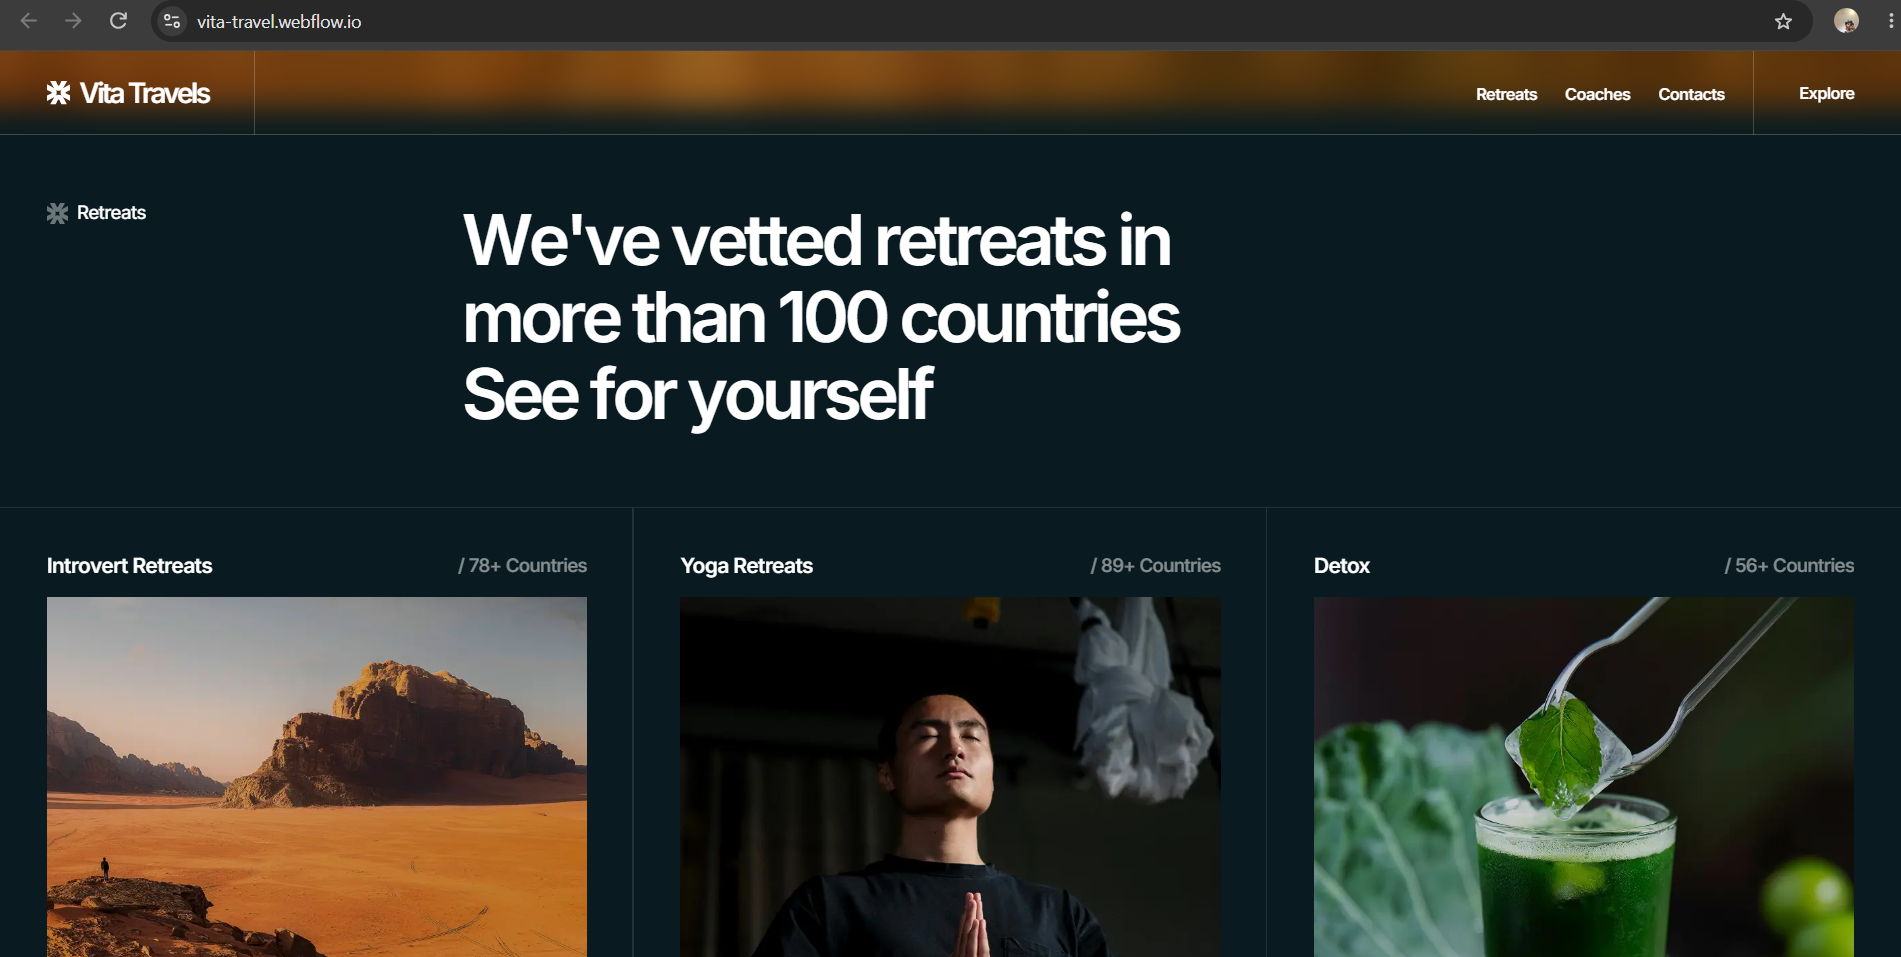 vita-travel.webflow.io
Vita Travels
Retreats
Coaches
Contacts
Explore
Retreats
We've vetted retreats in
more than 100 countries
See for yourself
Introvert Retreats
/ 78+ Countries
Yoga Retreats
/ 89+ Countries
Detox
/ 56+ Countries